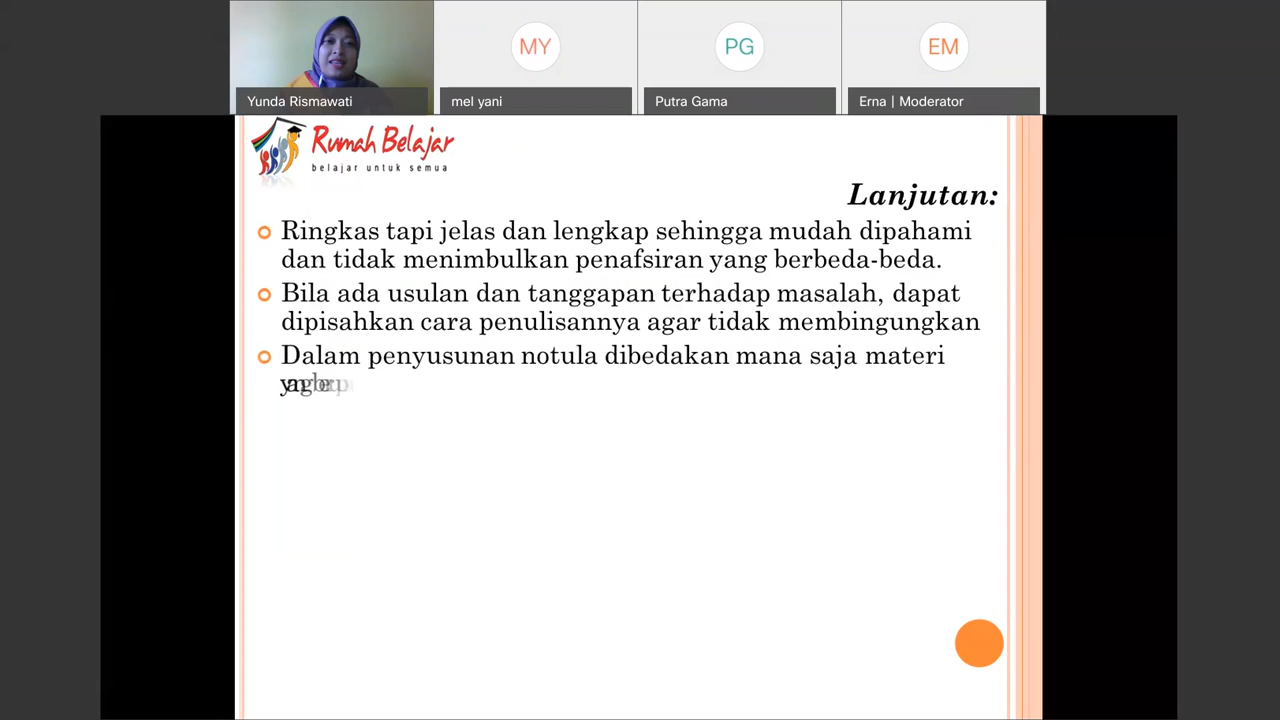 MY
PG
EM
Yunda Rismawati
mel yani
Putra Gama
Erna | Moderator
Rumah Belajar
belajar untuk semua
Lanjutan:
Ringkas tapi jelas dan lengkap sehingga mudah dipahami
dan tidak menimbulkan penafsiran yang berbeda-beda.
Bila ada usulan dan tanggapan terhadap masalah, dapat
dipisahkan cara penulisannya agar tidak membingungkan
Dalam penyusunan notula dibedakan mana saja materi